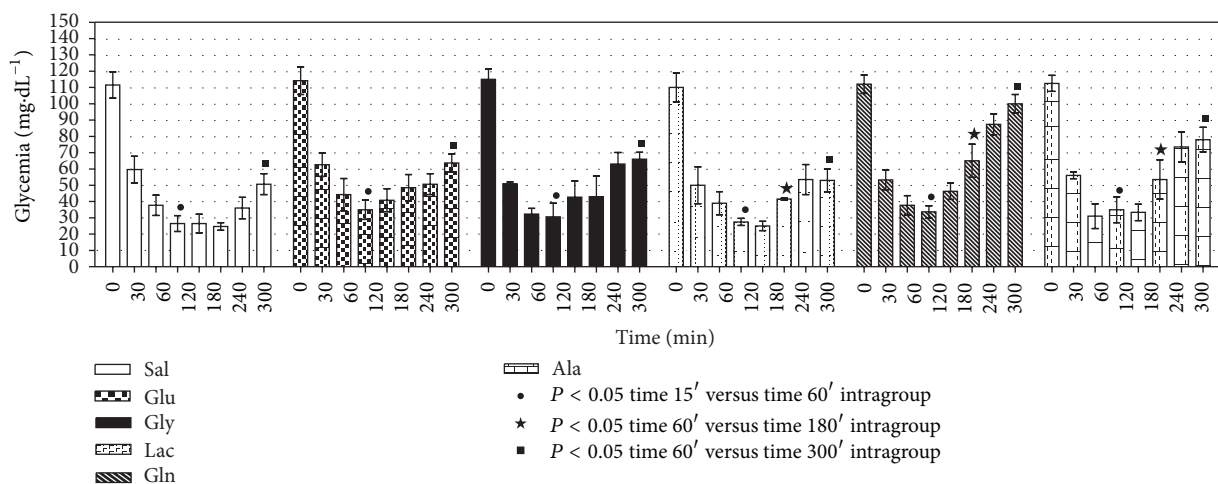 150
140
130
120
110
100
90
80
70
60
50
40
30
20
10
0
Glycemia (mg·dL⁻¹)
0 30 60 120 180 240 300 0 30 60 120 180 240 300 0 30 60 120 180 240 300 0 30 60 120 180 240 300 0 30 60 120 180 240 300 0 30 60 120 180 240 300
Time (min)
Sal
Glu
Gly
Lac
Gln
Ala
P < 0.05 time 15′ versus time 60′ intragroup
P < 0.05 time 60′ versus time 180′ intragroup
P < 0.05 time 60′ versus time 300′ intragroup